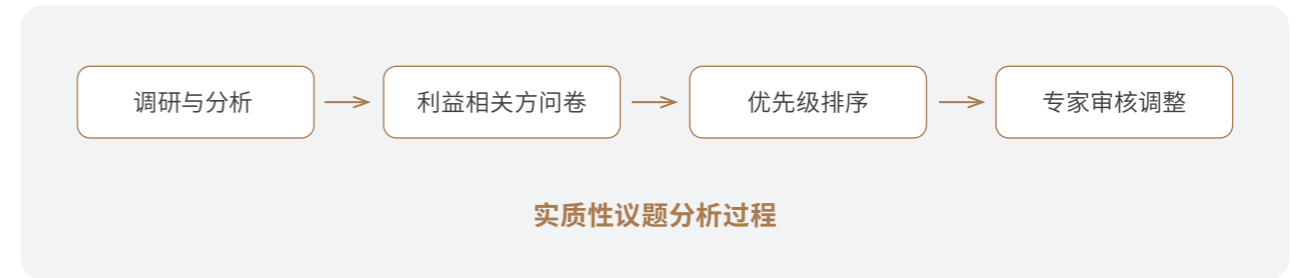 调研与分析
利益相关方问卷
优先级排序
专家审核调整
实质性议题分析过程